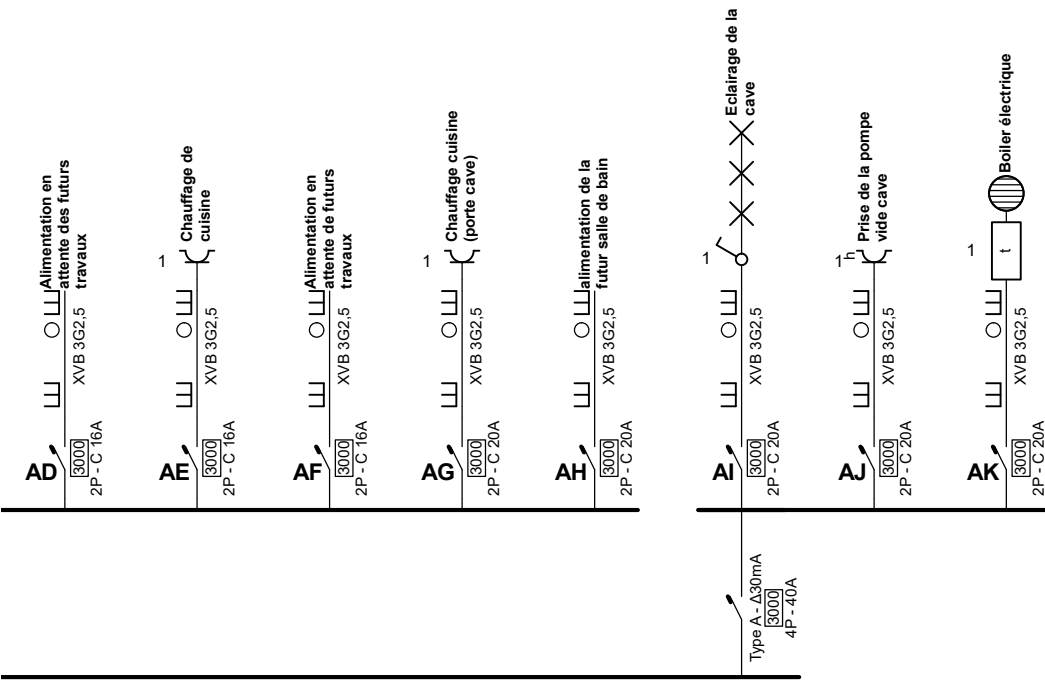 Alimentation en
attente des futurs
travaux
XVB 3G2,5
AD
3000
2P - C 16A
1
Chauffage de
cuisine
XVB 3G2,5
AE
3000
2P - C 16A
Alimentation en
attente de futurs
travaux
XVB 3G2,5
AF
3000
2P - C 16A
1
Chauffage cuisine
(porte cave)
XVB 3G2,5
AG
3000
2P - C 20A
alimentation de la
futur salle de bain
XVB 3G2,5
AH
3000
2P - C 20A
Eclairage de la
cave
1
XVB 3G2,5
AI
3000
2P - C 20A
1
h
Prise de la pompe
vide cave
XVB 3G2,5
AJ
3000
2P - C 20A
Boiler électrique
1
t
XVB 3G2,5
AK
3000
2P - C 20A
Type A - Δ30mA
3000
4P - 40A